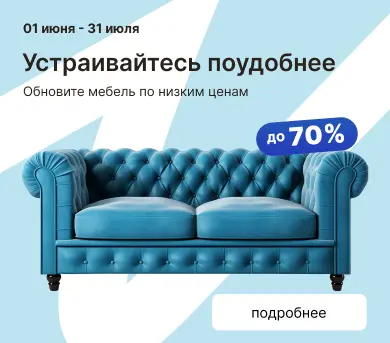 01 июня - 31 июля
Устраивайтесь поудобнее
Обновите мебель по низким ценам
до 70%
подробнее